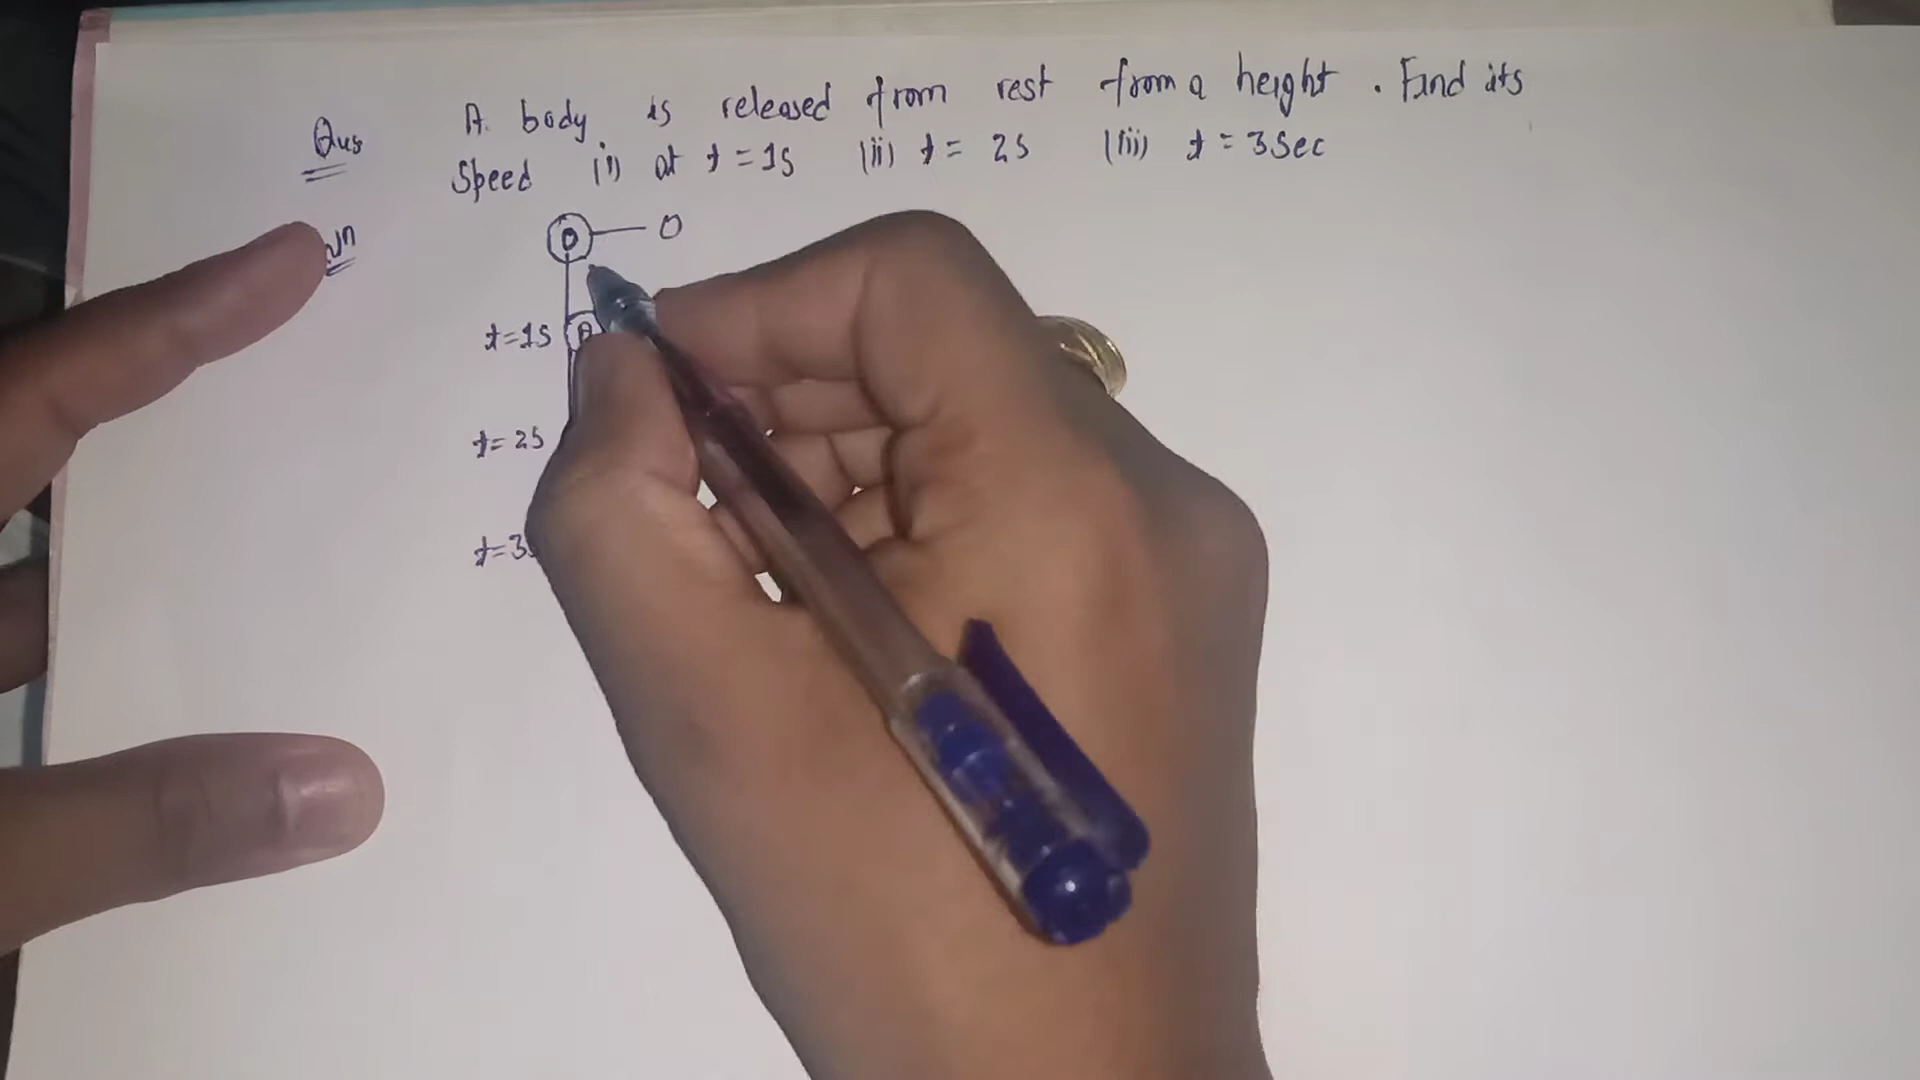 Qus A body is released from rest from a height . Find its
Speed (i) at t = 1s (ii) t = 2s (iii) t = 3sec
O O
t=1s A
t= 2s
t=3